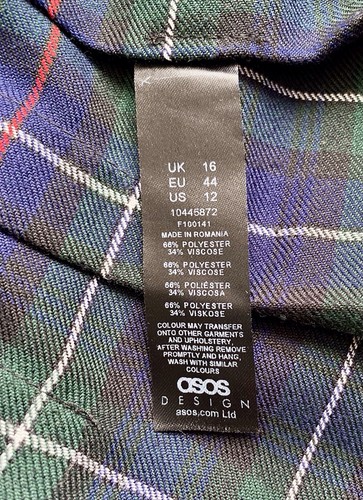 UK 16
EU 44
US 12
10445872
F100141
MADE IN ROMANIA
66% POLYESTER
34% VISCOSE
66% POLYESTER
34% VISCOSE
66% POLIÉSTER
34% VISCOSA
66% POLYESTER
34% VISKOSE
COLOUR MAY TRANSFER
ONTO OTHER GARMENTS
AND UPHOLSTERY,
AFTER WASHING REMOVE
PROMPTLY AND HANG,
WASH WITH SIMILAR
COLOURS
asos
DESIGN
asos.com Ltd